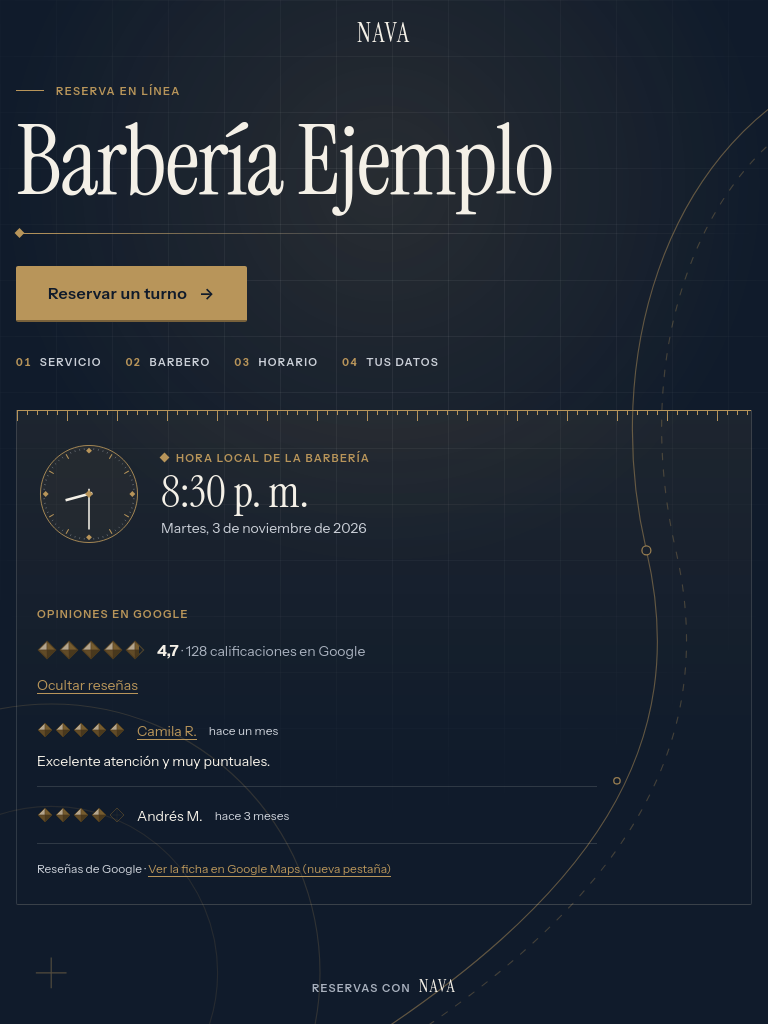 NAVA
RESERVA EN LÍNEA
Barbería Ejemplo
Reservar un turno →
01 SERVICIO 02 BARBERO 03 HORARIO 04 TUS DATOS
HORA LOCAL DE LA BARBERÍA
8:30 p. m.
Martes, 3 de noviembre de 2026
OPINIONES EN GOOGLE
4,7 · 128 calificaciones en Google
Ocultar reseñas
Camila R. hace un mes
Excelente atención y muy puntuales.
Andrés M. hace 3 meses
Reseñas de Google · Ver la ficha en Google Maps (nueva pestaña)
RESERVAS CON NAVA